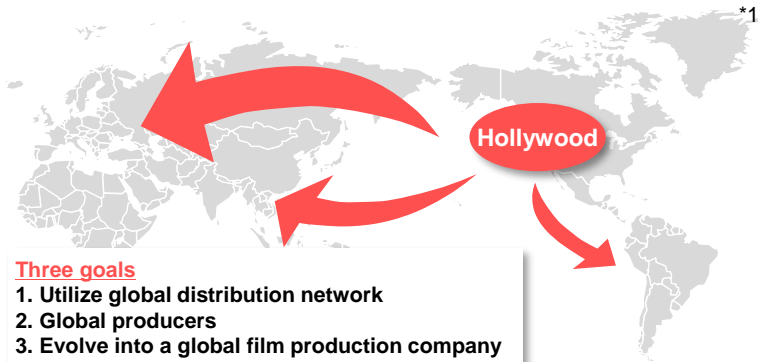 *1
Hollywood
Three goals
1. Utilize global distribution network
2. Global producers
3. Evolve into a global film production company